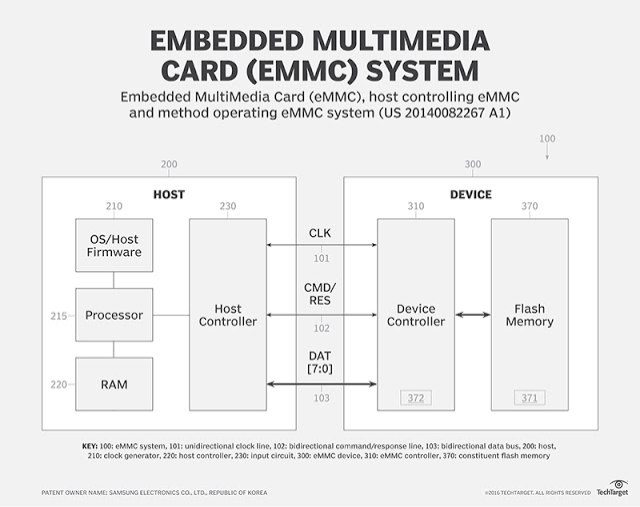 EMBEDDED MULTIMEDIA
CARD (EMMC) SYSTEM
Embedded MultiMedia Card (eMMC), host controlling eMMC
and method operating eMMC system (US 20140082267 A1)
100
200
300
HOST
DEVICE
210
230
310
370
OS/Host
Firmware
CLK
101
215
Processor
Host
Controller
CMD/
RES
102
Device
Controller
Flash
Memory
220
RAM
DAT
[7:0]
103
372
371
KEY: 100: eMMC system, 101: unidirectional clock line, 102: bidirectional command/response line, 103: bidirectional data bus, 200: host,
210: clock generator, 220: host controller, 230: input circuit, 300: eMMC device, 310: eMMC controller, 370: constituent flash memory
PATENT OWNER NAME: SAMSUNG ELECTRONICS CO., LTD., REPUBLIC OF KOREA
©2016 TECHTARGET. ALL RIGHTS RESERVED
TechTarget